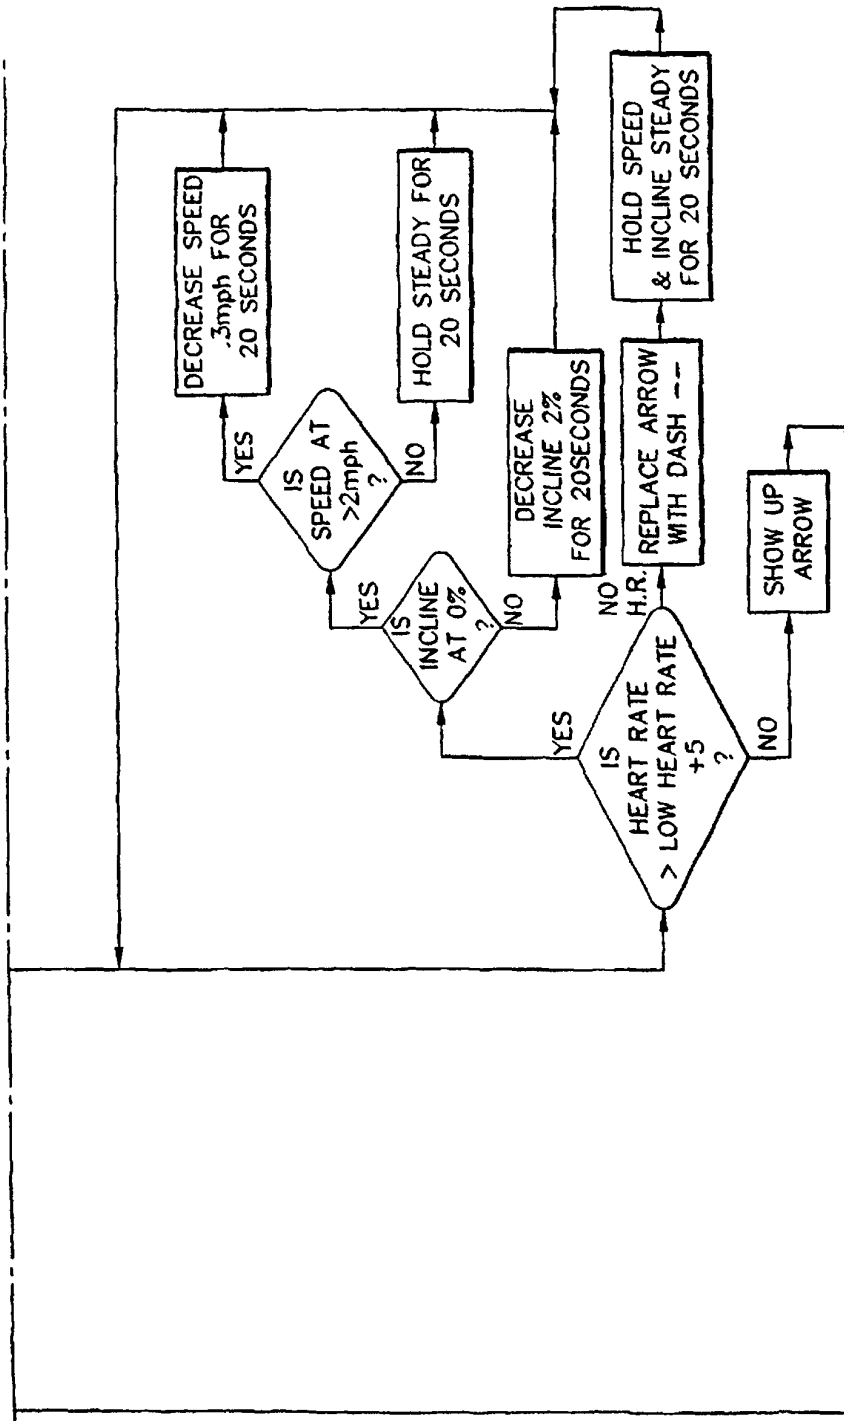 DECREASE SPEED
.3mph FOR
20 SECONDS
YES
IS
SPEED AT
>2mph
?
NO
HOLD STEADY FOR
20 SECONDS
YES
IS
INCLINE
AT 0%
?
NO
DECREASE
INCLINE 2%
FOR 20SECONDS
YES
IS
HEART RATE
> LOW HEART RATE
+5
?
NO
H.R.
REPLACE ARROW
WITH DASH --
HOLD SPEED
& INCLINE STEADY
FOR 20 SECONDS
NO
SHOW UP
ARROW